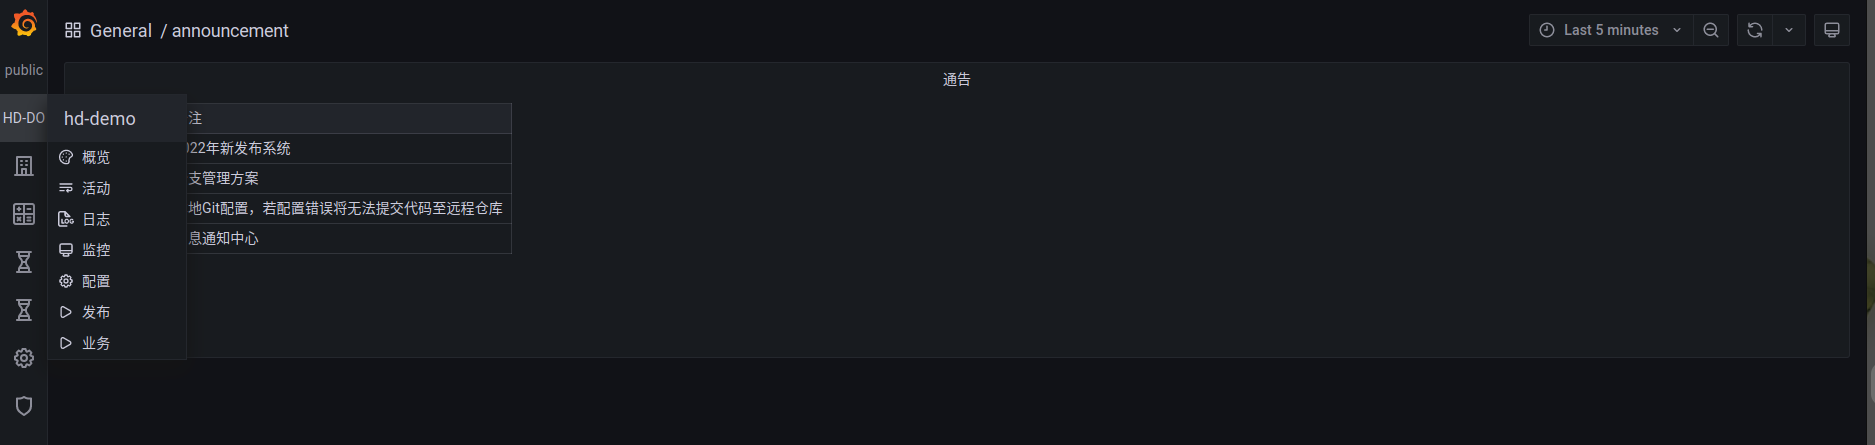 General / announcement
Last 5 minutes
public
通告
HD-DO
hd-demo
注
022年新发布系统
概览
支管理方案
活动
地Git配置，若配置错误将无法提交代码至远程仓库
日志
息通知中心
监控
配置
发布
业务